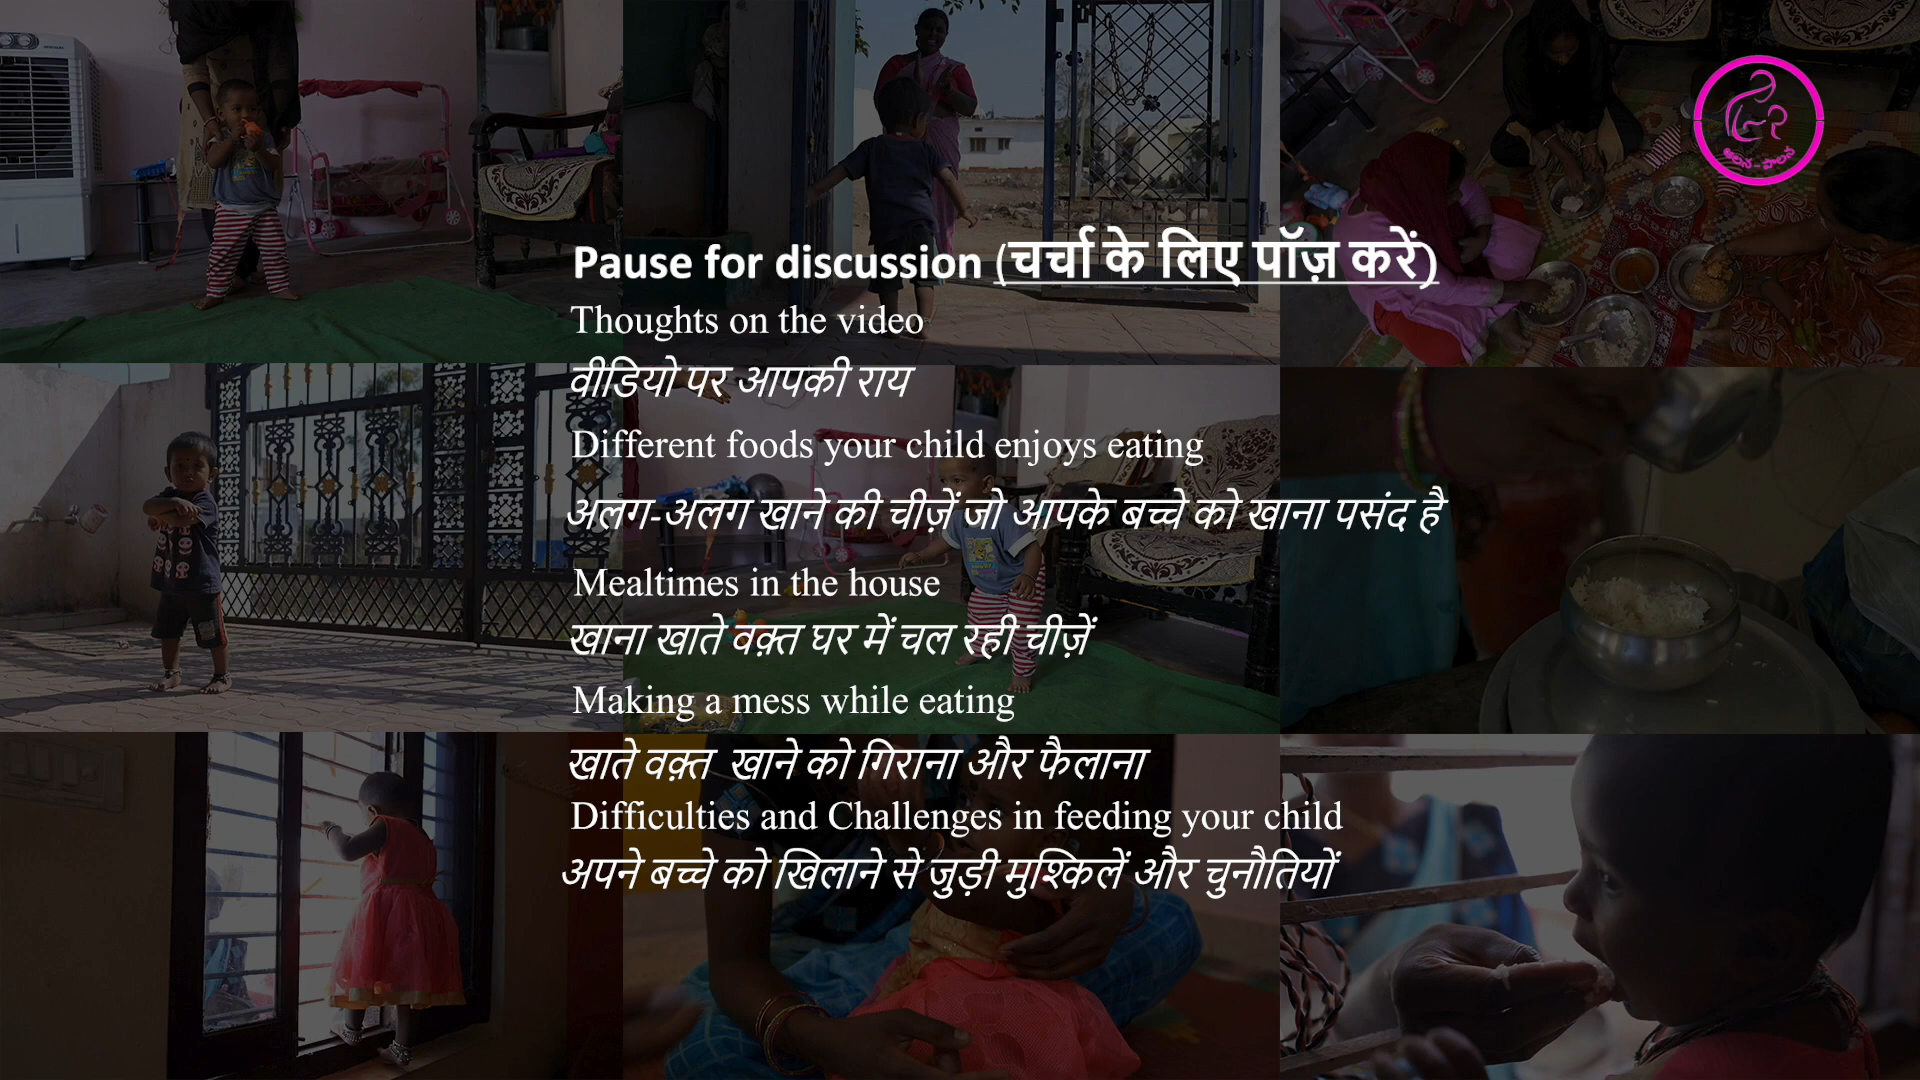 Pause for discussion (चर्चा के लिए पॉज़ करें)
Thoughts on the video
वीडियो पर आपकी राय
Different foods your child enjoys eating
अलग-अलग खाने की चीज़ें जो आपके बच्चे को खाना पसंद है
Mealtimes in the house
खाना खाते वक़्त घर में चल रही चीज़ें
Making a mess while eating
खाते वक़्त खाने को गिराना और फैलाना
Difficulties and Challenges in feeding your child
अपने बच्चे को खिलाने से जुड़ी मुश्किलें और चुनौतियों